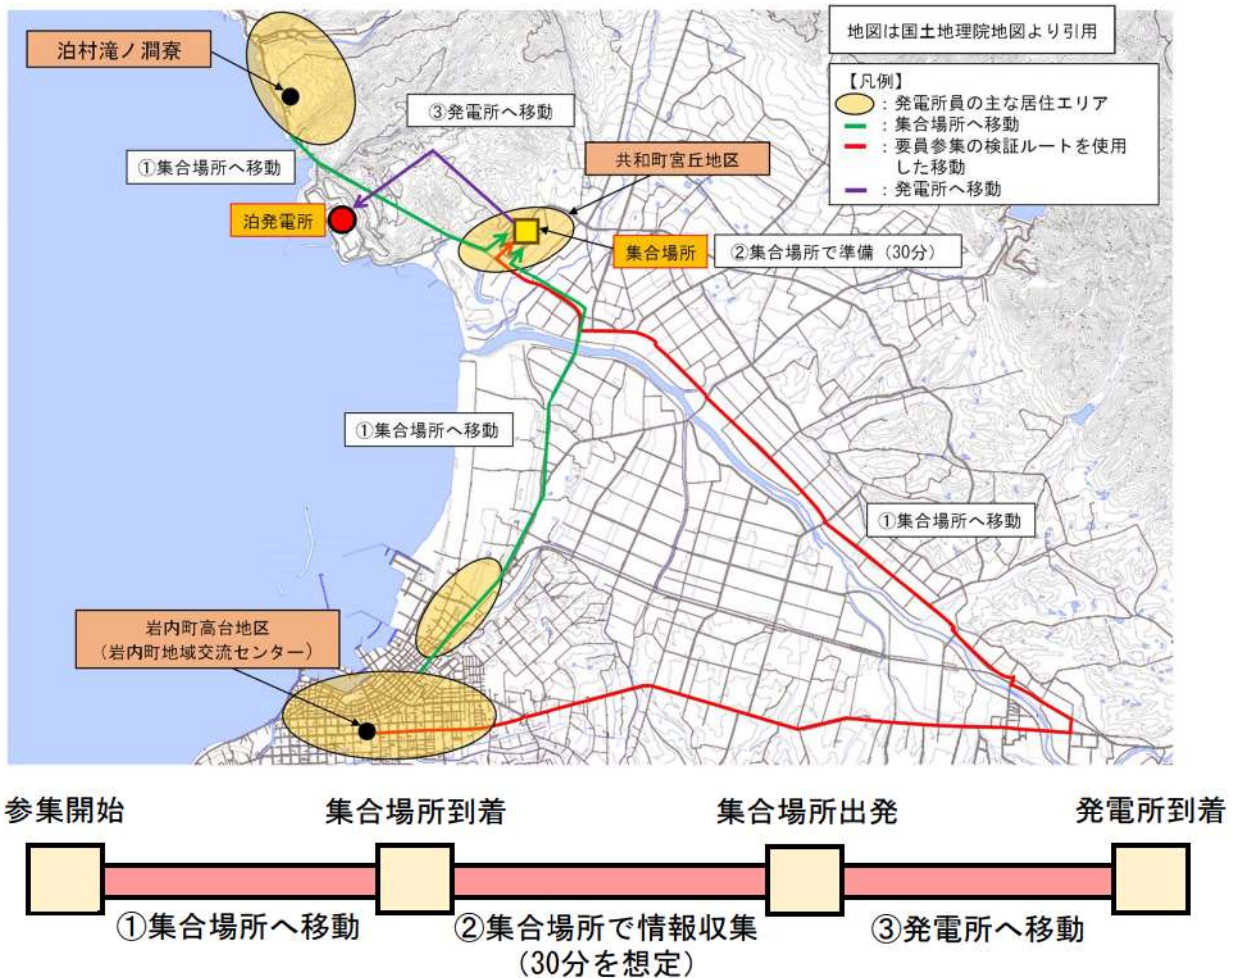 地図は国土地理院地図より引用
泊村滝ノ澗寮
【凡例】
：発電所員の主な居住エリア
：集合場所へ移動
：要員参集の検証ルートを使用
した移動
：発電所へ移動
③発電所へ移動
①集合場所へ移動
共和町宮丘地区
泊発電所
集合場所
②集合場所で準備（30分）
①集合場所へ移動
①集合場所へ移動
岩内町高台地区
（岩内町地域交流センター）
参集開始
集合場所到着
集合場所出発
発電所到着
①集合場所へ移動
②集合場所で情報収集
（30分を想定）
③発電所へ移動